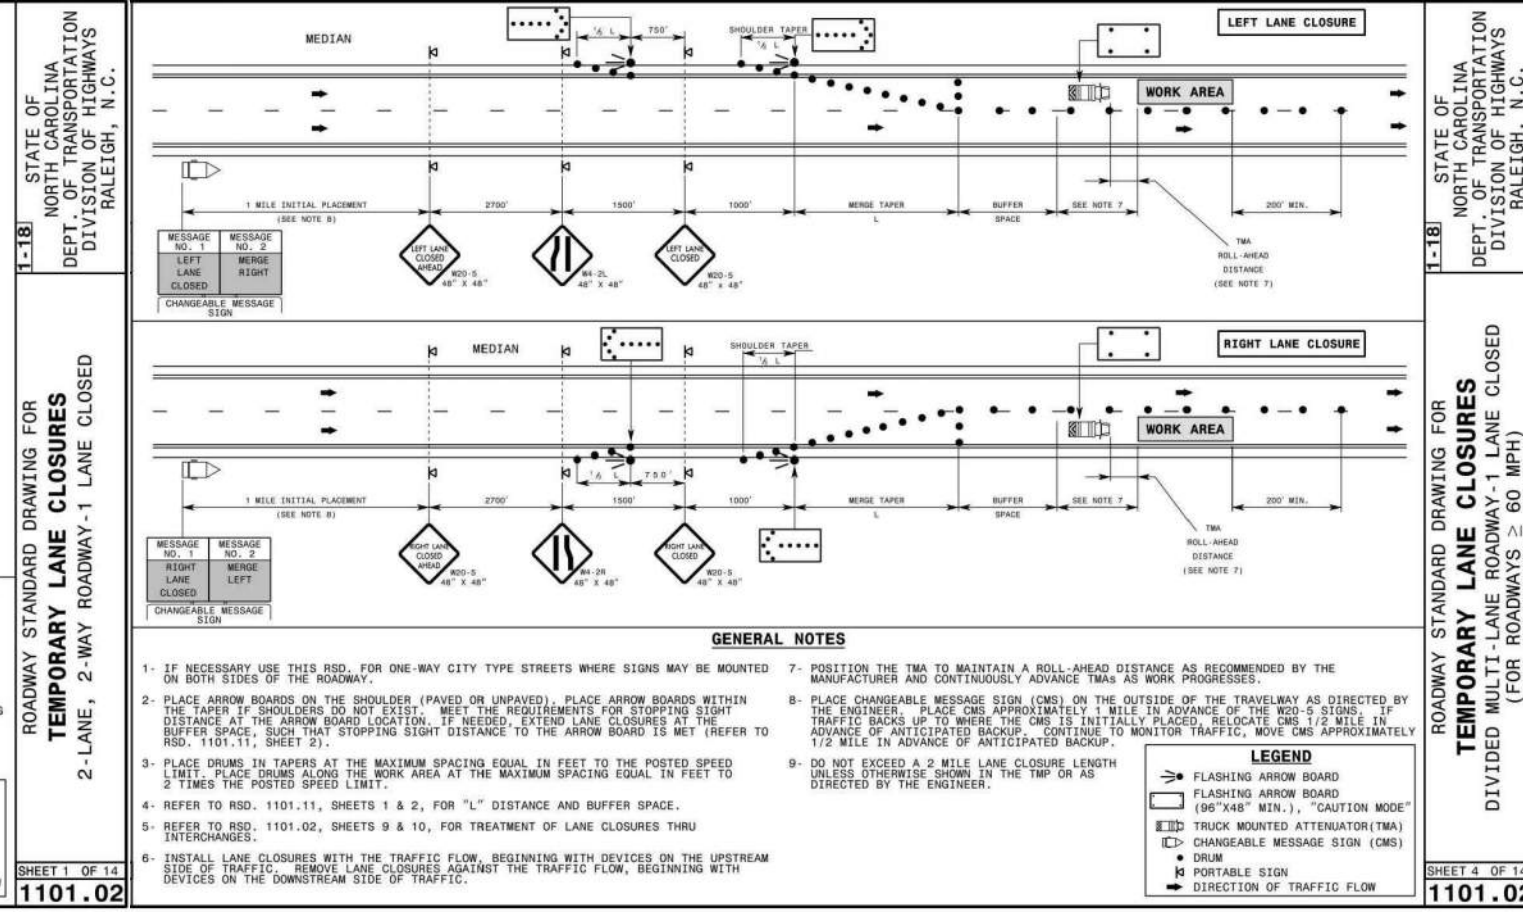 1-18
STATE OF
NORTH CAROLINA
DEPT. OF TRANSPORTATION
DIVISION OF HIGHWAYS
RALEIGH, N.C.
ROADWAY STANDARD DRAWING FOR
TEMPORARY LANE CLOSURES
2-LANE, 2-WAY ROADWAY-1 LANE CLOSED
SHEET 1 OF 14
1101.02
LEFT LANE CLOSURE
MEDIAN
L
750'
SHOULDER TAPER
L
WORK AREA
1 MILE INITIAL PLACEMENT
(SEE NOTE 8)
2700'
1500'
1000'
MERGE TAPER
L
BUFFER
SPACE
SEE NOTE 7
200' MIN.
TMA
ROLL-AHEAD
DISTANCE
(SEE NOTE 7)
MESSAGE NO. 1
MESSAGE NO. 2
LEFT LANE CLOSED
MERGE RIGHT
CHANGEABLE MESSAGE
SIGN
LEFT LANE
CLOSED
AHEAD
W20-5
48" X 48"
W4-2L
48" X 48"
LEFT LANE
CLOSED
W20-5
48" X 48"
RIGHT LANE CLOSURE
MEDIAN
SHOULDER TAPER
L
L
750'
WORK AREA
1 MILE INITIAL PLACEMENT
(SEE NOTE 8)
2700'
1500'
1000'
MERGE TAPER
L
BUFFER
SPACE
SEE NOTE 7
200' MIN.
TMA
ROLL-AHEAD
DISTANCE
(SEE NOTE 7)
MESSAGE NO. 1
MESSAGE NO. 2
RIGHT LANE CLOSED
MERGE LEFT
CHANGEABLE MESSAGE
SIGN
RIGHT LANE
CLOSED
AHEAD
W20-5
48" X 48"
W4-2R
48" X 48"
RIGHT LANE
CLOSED
W20-5
48" X 48"
GENERAL NOTES
1- IF NECESSARY USE THIS RSD. FOR ONE-WAY CITY TYPE STREETS WHERE SIGNS MAY BE MOUNTED
ON BOTH SIDES OF THE ROADWAY.
2- PLACE ARROW BOARDS ON THE SHOULDER (PAVED OR UNPAVED). PLACE ARROW BOARDS WITHIN
THE TAPER IF SHOULDERS DO NOT EXIST. MEET THE REQUIREMENTS FOR STOPPING SIGHT
DISTANCE AT THE ARROW BOARD LOCATION. IF NEEDED, EXTEND LANE CLOSURES AT THE
BUFFER SPACE, SUCH THAT STOPPING SIGHT DISTANCE TO THE ARROW BOARD IS MET (REFER TO
RSD. 1101.11, SHEET 2).
3- PLACE DRUMS IN TAPERS AT THE MAXIMUM SPACING EQUAL IN FEET TO THE POSTED SPEED
LIMIT. PLACE DRUMS ALONG THE WORK AREA AT THE MAXIMUM SPACING EQUAL IN FEET TO
2 TIMES THE POSTED SPEED LIMIT.
4- REFER TO RSD. 1101.11, SHEETS 1 & 2, FOR "L" DISTANCE AND BUFFER SPACE.
5- REFER TO RSD. 1101.02, SHEETS 9 & 10, FOR TREATMENT OF LANE CLOSURES THRU
INTERCHANGES.
6- INSTALL LANE CLOSURES WITH THE TRAFFIC FLOW, BEGINNING WITH DEVICES ON THE UPSTREAM
SIDE OF TRAFFIC. REMOVE LANE CLOSURES AGAINST THE TRAFFIC FLOW, BEGINNING WITH
DEVICES ON THE DOWNSTREAM SIDE OF TRAFFIC.
7- POSITION THE TMA TO MAINTAIN A ROLL-AHEAD DISTANCE AS RECOMMENDED BY THE
MANUFACTURER AND CONTINUOUSLY ADVANCE TMAs AS WORK PROGRESSES.
8- PLACE CHANGEABLE MESSAGE SIGN (CMS) ON THE OUTSIDE OF THE TRAVELWAY AS DIRECTED BY
THE ENGINEER. PLACE CMS APPROXIMATELY 1 MILE IN ADVANCE OF THE W20-5 SIGNS. IF
TRAFFIC BACKS UP TO WHERE THE CMS IS INITIALLY PLACED, RELOCATE CMS 1/2 MILE IN
ADVANCE OF ANTICIPATED BACKUP. CONTINUE TO MONITOR TRAFFIC, MOVE CMS APPROXIMATELY
1/2 MILE IN ADVANCE OF ANTICIPATED BACKUP.
9- DO NOT EXCEED A 2 MILE LANE CLOSURE LENGTH
UNLESS OTHERWISE SHOWN IN THE TMP OR AS
DIRECTED BY THE ENGINEER.
LEGEND
FLASHING ARROW BOARD
FLASHING ARROW BOARD
(96"X48" MIN.), "CAUTION MODE"
TRUCK MOUNTED ATTENUATOR(TMA)
CHANGEABLE MESSAGE SIGN (CMS)
DRUM
PORTABLE SIGN
DIRECTION OF TRAFFIC FLOW
1-18
STATE OF
NORTH CAROLINA
DEPT. OF TRANSPORTATION
DIVISION OF HIGHWAYS
RALEIGH, N.C.
ROADWAY STANDARD DRAWING FOR
TEMPORARY LANE CLOSURES
DIVIDED MULTI-LANE ROADWAY-1 LANE CLOSED
(FOR ROADWAYS ≥ 60 MPH)
SHEET 4 OF 14
1101.02